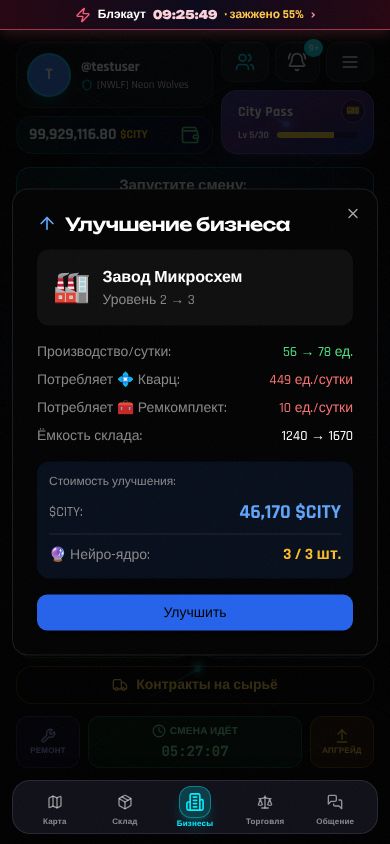 Блэкаут 09:25:49 · зажжено 55% ›
T
@testuser
[NWLF] Neon Wolves
9+
99,929,116.80 $CITY
City Pass
Lv 5/30
Запустите смену:
Улучшение бизнеса
Завод Микросхем
Уровень 2 → 3
Производство/сутки: 56 → 78 ед.
Потребляет Кварц: 449 ед./сутки
Потребляет Ремкомплект: 10 ед./сутки
Ёмкость склада: 1240 → 1670
Стоимость улучшения:
$CITY: 46,170 $CITY
Нейро-ядро: 3 / 3 шт.
Улучшить
Контракты на сырьё
РЕМОНТ
СМЕНА ИДЁТ
05:27:07
АПГРЕЙД
Карта Склад Бизнесы Торговля Общение